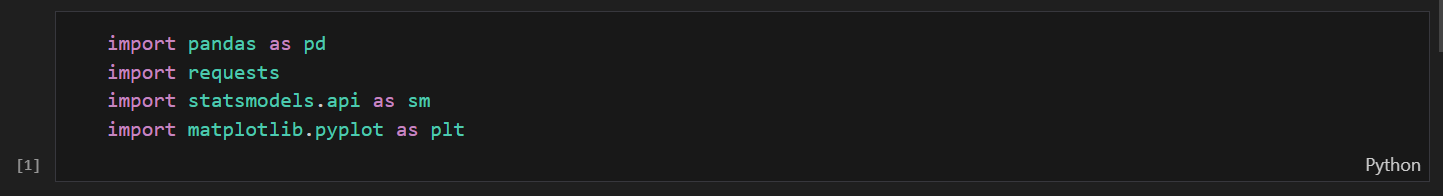 import pandas as pd
import requests
import statsmodels.api as sm
import matplotlib.pyplot as plt
[1]
Python